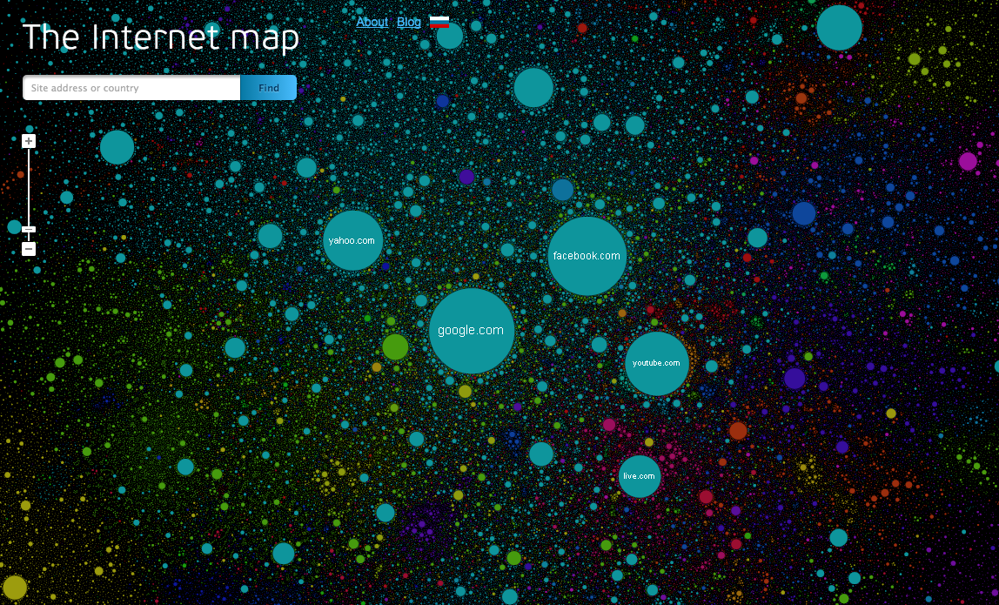 The Internet map
About Blog
Site address or country
Find
+
−
yahoo.com
facebook.com
google.com
youtube.com
live.com